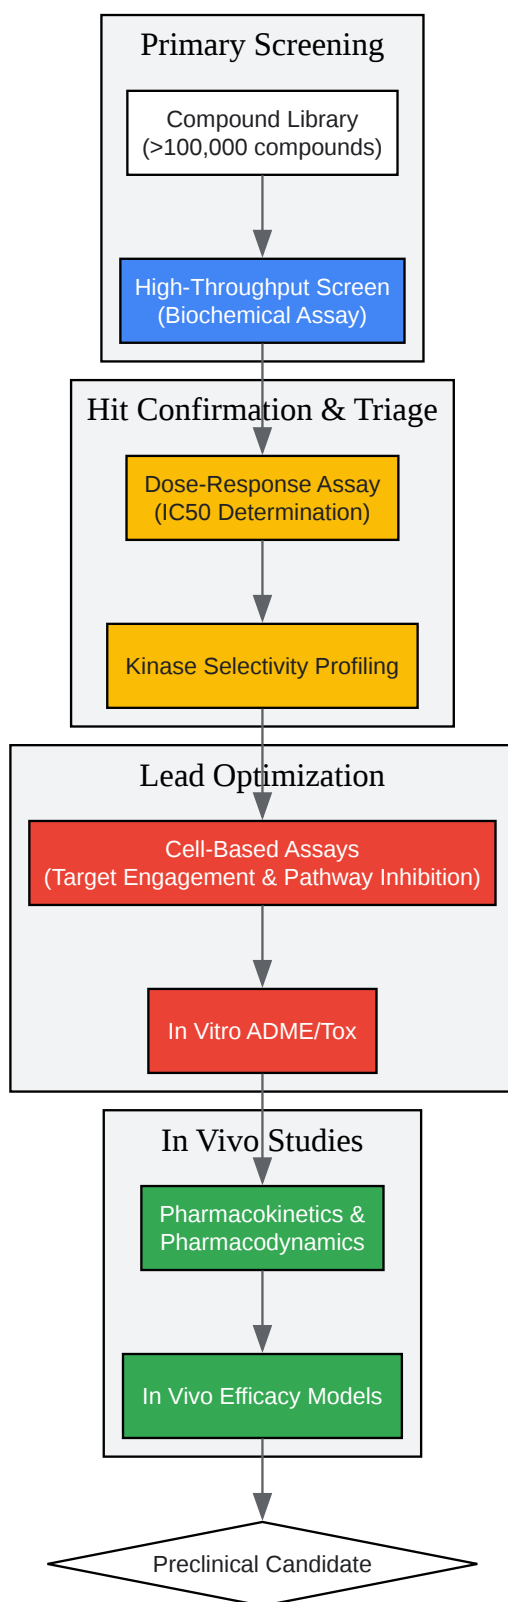 Primary Screening
Compound Library
(>100,000 compounds)
High-Throughput Screen
(Biochemical Assay)
Hit Confirmation & Triage
Dose-Response Assay
(IC50 Determination)
Kinase Selectivity Profiling
Lead Optimization
Cell-Based Assays
(Target Engagement & Pathway Inhibition)
In Vitro ADME/Tox
In Vivo Studies
Pharmacokinetics &
Pharmacodynamics
In Vivo Efficacy Models
Preclinical Candidate